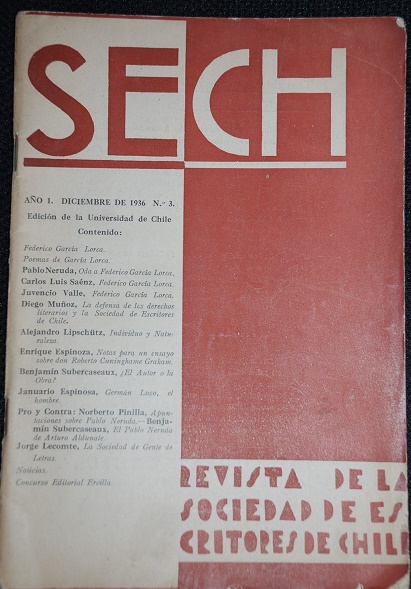 SECH
AÑO 1. DICIEMBRE DE 1936 N.º 3.
Edición de la Universidad de Chile
Contenido:
Federico García Lorca.
Poemas de García Lorca.
Pablo Neruda, Oda a Federico García Lorca.
Carlos Luis Saénz, Federico García Lorca.
Juvencio Valle, Federico García Lorca.
Diego Muñoz, La defensa de los derechos
literarios y la Sociedad de Escritores
de Chile.
Alejandro Lipschütz, Individuo y Natu-
raleza.
Enrique Espinoza, Notas para un ensayo
sobre don Roberto Cuninghame Graham.
Benjamín Subercaseaux, ¿El Autor o la
Obra?
Januario Espinosa, Germán Luco, el
hombre.
Pro y Contra: Norberto Pinilla, Apun-
taciones sobre Pablo Neruda.—Benja-
mín Subercaseaux, El Pablo Neruda
de Arturo Aldunate.
Jorge Lecomte, La Sociedad de Gente de
Letras.
Noticias.
Concurso Editorial Ercilla.
REVISTA DE LA
SOCIEDAD DE ES
CRITORES DE CHILE